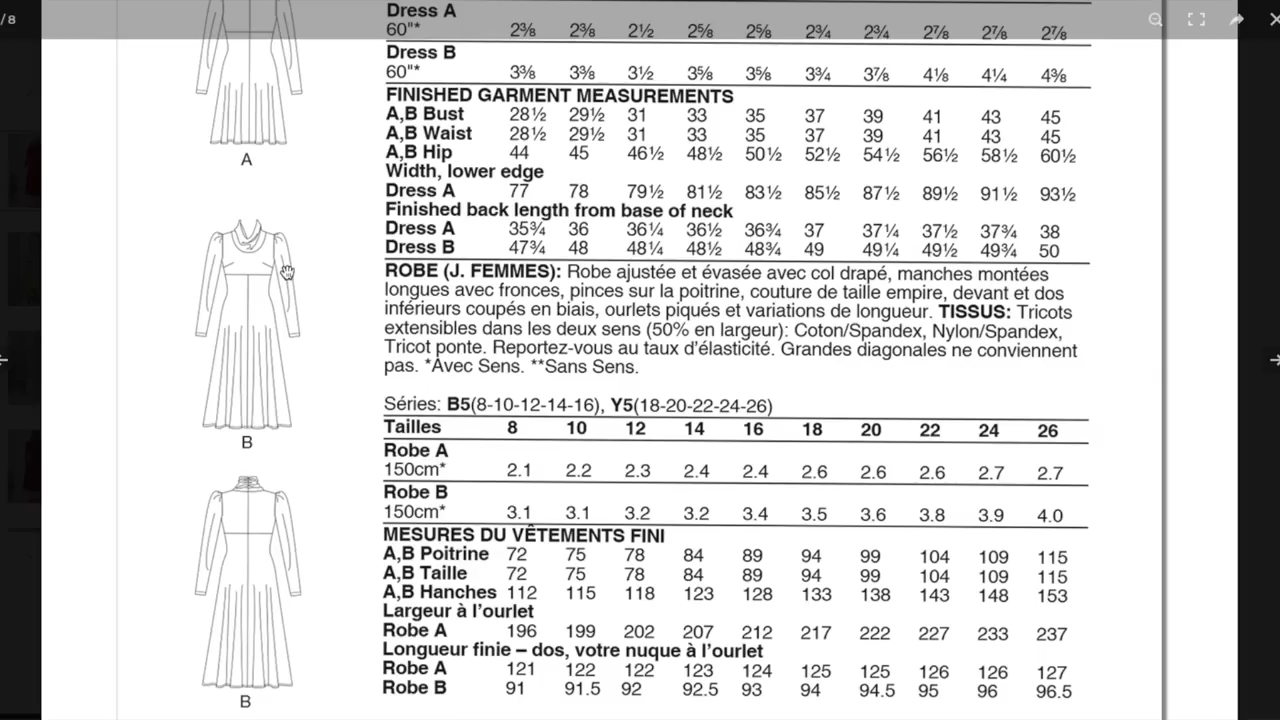 /8
Dress A
60"* 2⅜ 2⅜ 2½ 2⅝ 2⅝ 2¾ 2¾ 2⅞ 2⅞ 2⅞
Dress B
60"* 3⅜ 3⅜ 3½ 3⅝ 3⅝ 3¾ 3⅞ 4⅛ 4¼ 4⅜
FINISHED GARMENT MEASUREMENTS
A,B Bust 28½ 29½ 31 33 35 37 39 41 43 45
A,B Waist 28½ 29½ 31 33 35 37 39 41 43 45
A,B Hip 44 45 46½ 48½ 50½ 52½ 54½ 56½ 58½ 60½
Width, lower edge
Dress A 77 78 79½ 81½ 83½ 85½ 87½ 89½ 91½ 93½
Finished back length from base of neck
Dress A 35¾ 36 36¼ 36½ 36¾ 37 37¼ 37½ 37¾ 38
Dress B 47¾ 48 48¼ 48½ 48¾ 49 49¼ 49½ 49¾ 50
ROBE (J. FEMMES): Robe ajustée et évasée avec col drapé, manches montées
longues avec fronces, pinces sur la poitrine, couture de taille empire, devant et dos
inférieurs coupés en biais, ourlets piqués et variations de longueur. TISSUS: Tricots
extensibles dans les deux sens (50% en largeur): Coton/Spandex, Nylon/Spandex,
Tricot ponte. Reportez-vous au taux d'élasticité. Grandes diagonales ne conviennent
pas. *Avec Sens. **Sans Sens.
Séries: B5(8-10-12-14-16), Y5(18-20-22-24-26)
Tailles 8 10 12 14 16 18 20 22 24 26
Robe A
150cm* 2.1 2.2 2.3 2.4 2.4 2.6 2.6 2.6 2.7 2.7
Robe B
150cm* 3.1 3.1 3.2 3.2 3.4 3.5 3.6 3.8 3.9 4.0
MESURES DU VÊTEMENTS FINI
A,B Poitrine 72 75 78 84 89 94 99 104 109 115
A,B Taille 72 75 78 84 89 94 99 104 109 115
A,B Hanches 112 115 118 123 128 133 138 143 148 153
Largeur à l'ourlet
Robe A 196 199 202 207 212 217 222 227 233 237
Longueur finie – dos, votre nuque à l'ourlet
Robe A 121 122 122 123 124 125 125 126 126 127
Robe B 91 91.5 92 92.5 93 94 94.5 95 96 96.5
A
B
B